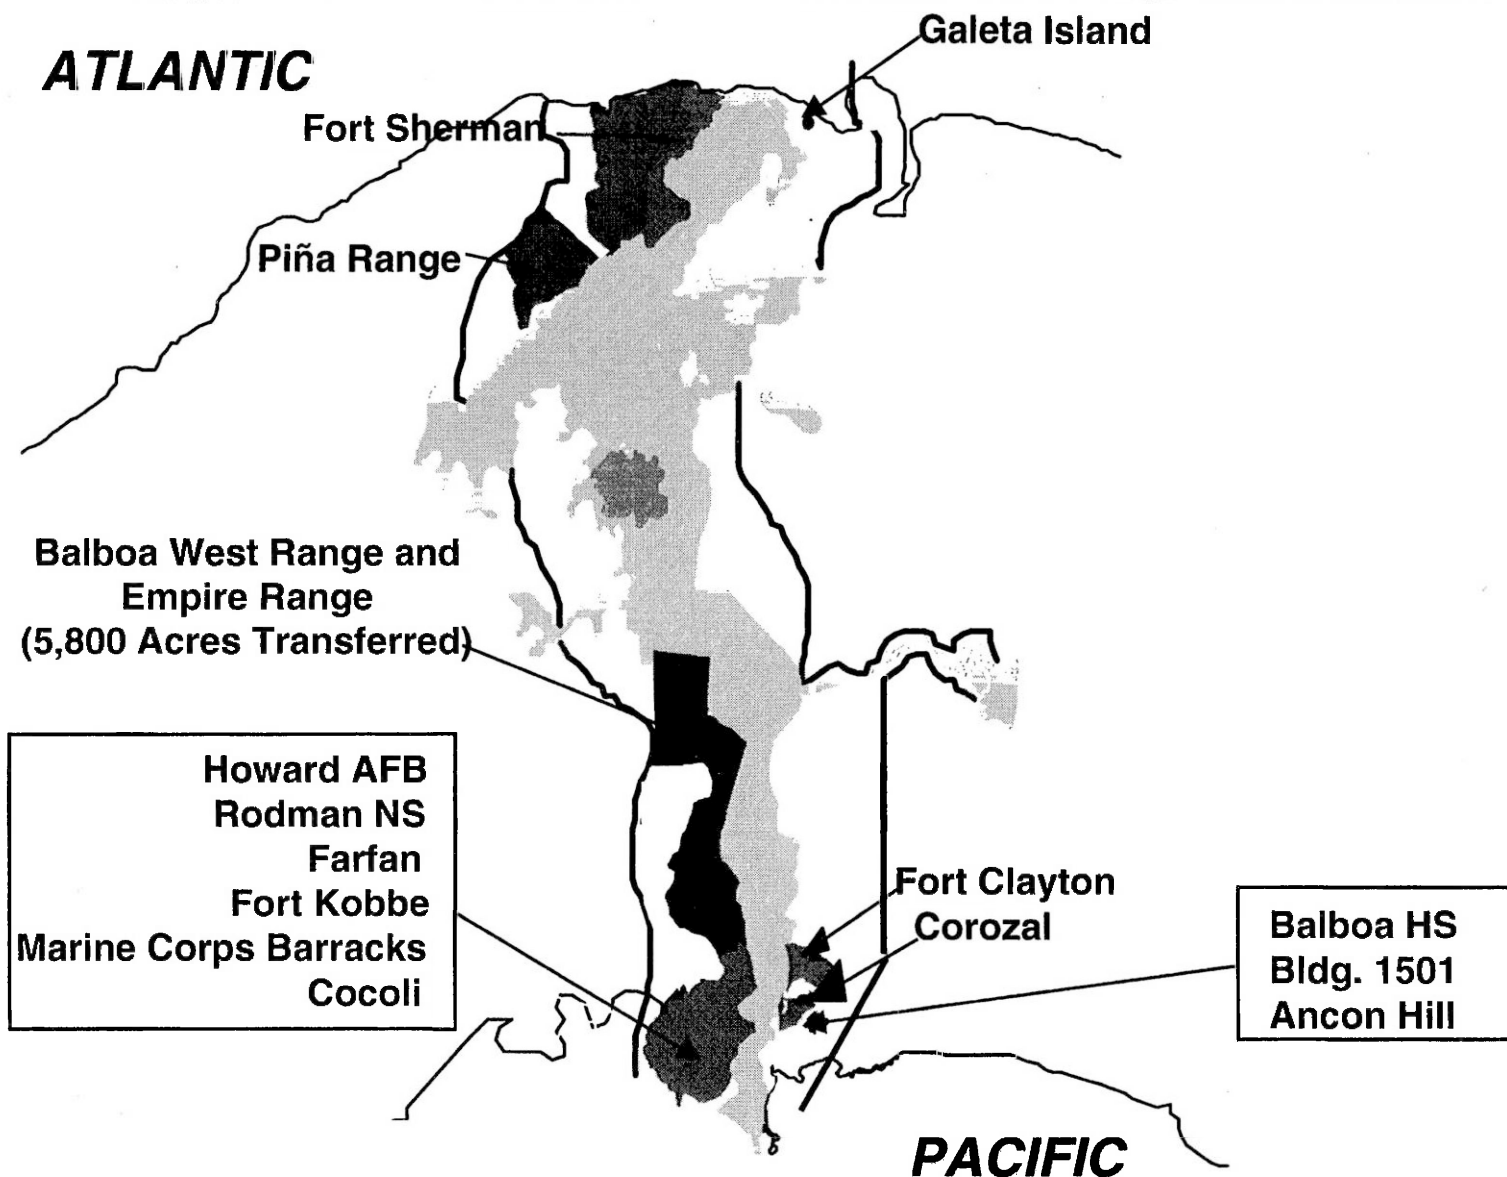 Galeta Island
ATLANTIC
Fort Sherman
Piña Range
Balboa West Range and
Empire Range
(5,800 Acres Transferred)
Howard AFB
Rodman NS
Farfan
Fort Kobbe
Marine Corps Barracks
Cocoli
Fort Clayton
Corozal
Balboa HS
Bldg. 1501
Ancon Hill
PACIFIC